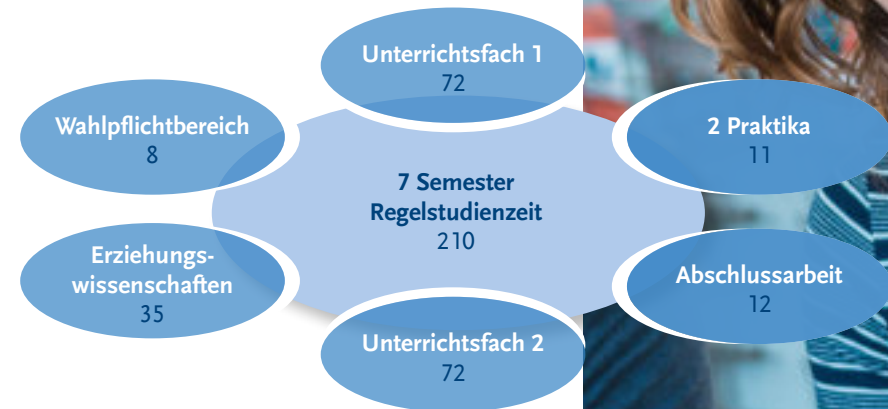 Unterrichtsfach 1
72
Wahlpflichtbereich
8
2 Praktika
11
7 Semester
Regelstudienzeit
210
Erziehungs-
wissenschaften
35
Abschlussarbeit
12
Unterrichtsfach 2
72